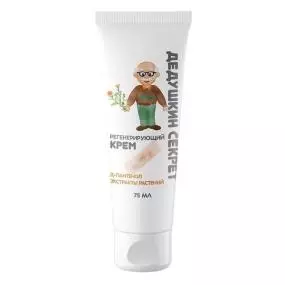 ДЕДУШКИН СЕКРЕТ
РЕГЕНЕРИРУЮЩИЙ
КРЕМ
Д-ПАНТЕНОЛ
ЭКСТРАКТЫ РАСТЕНИЙ
75 МЛ